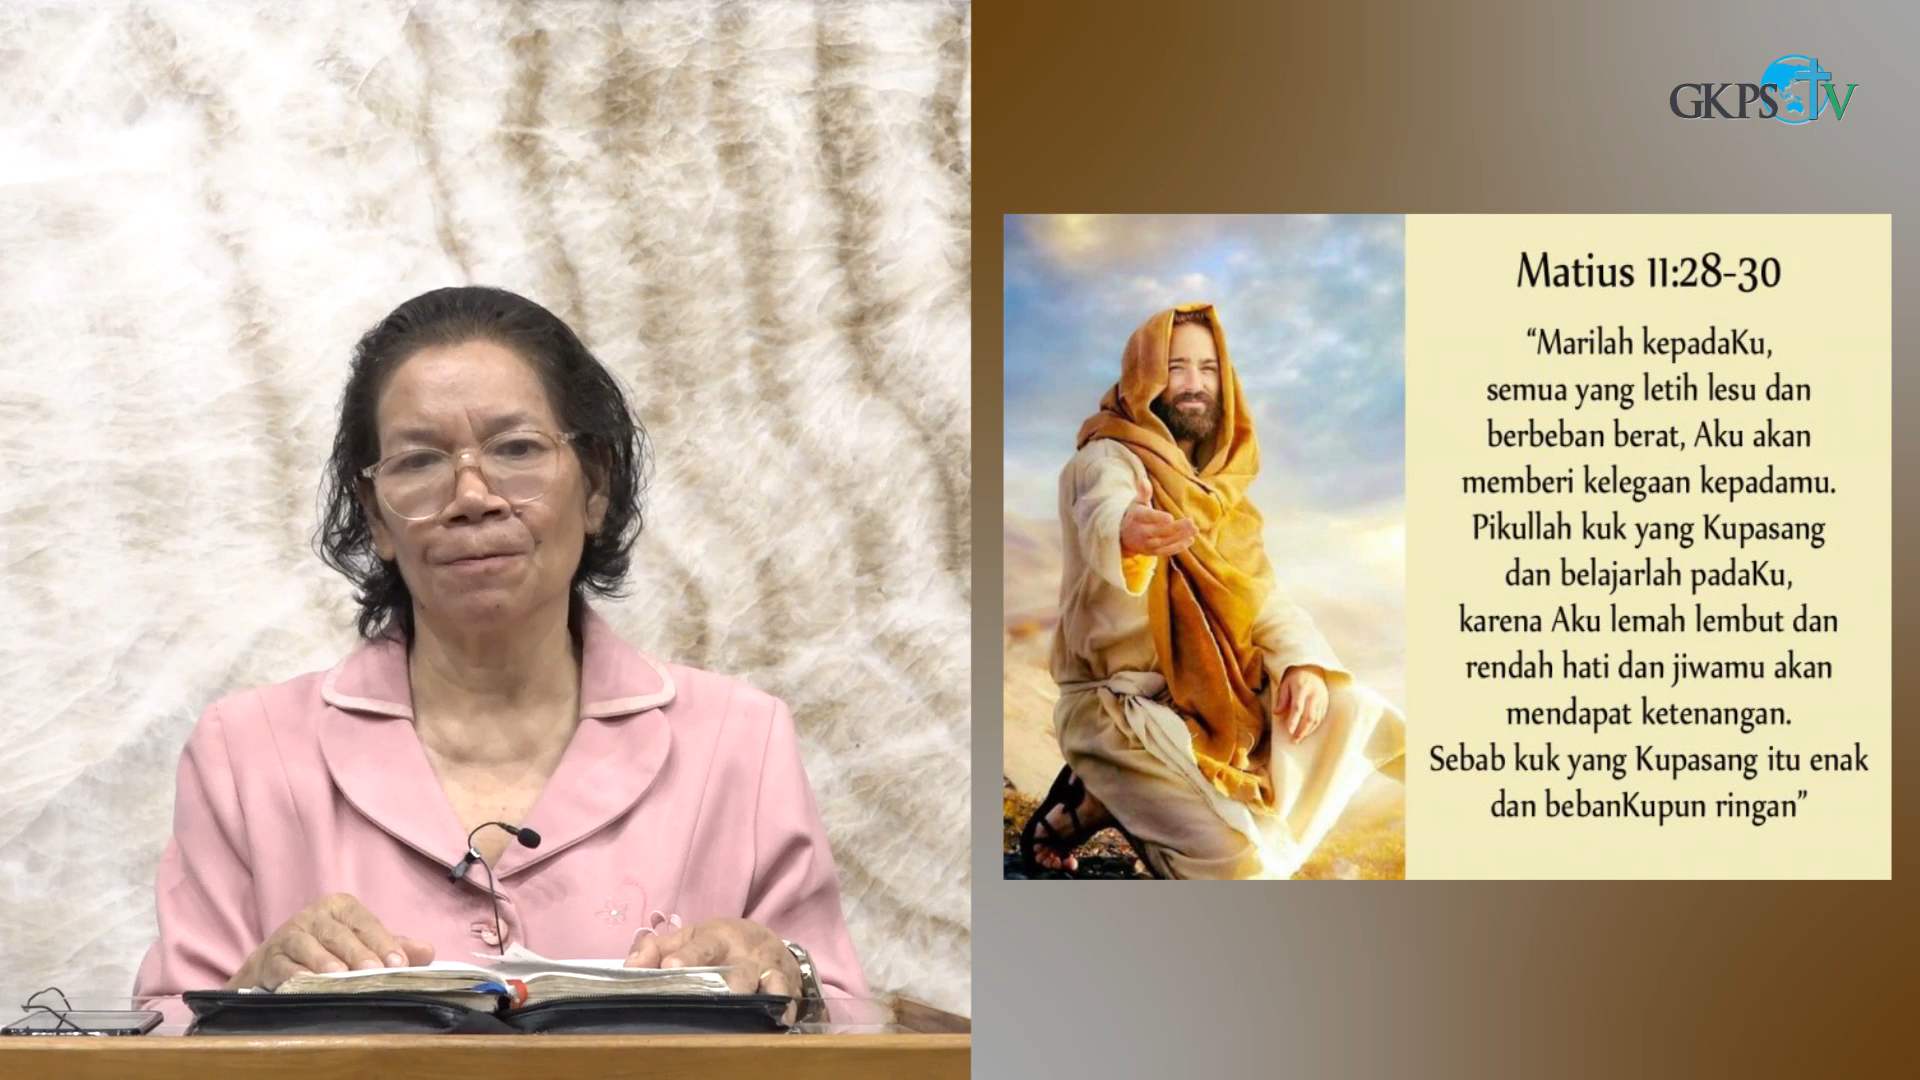 GKPS TV
Matius 11:28-30
“Marilah kepadaKu,
semua yang letih lesu dan
berbeban berat, Aku akan
memberi kelegaan kepadamu.
Pikullah kuk yang Kupasang
dan belajarlah padaKu,
karena Aku lemah lembut dan
rendah hati dan jiwamu akan
mendapat ketenangan.
Sebab kuk yang Kupasang itu enak
dan bebanKupun ringan”